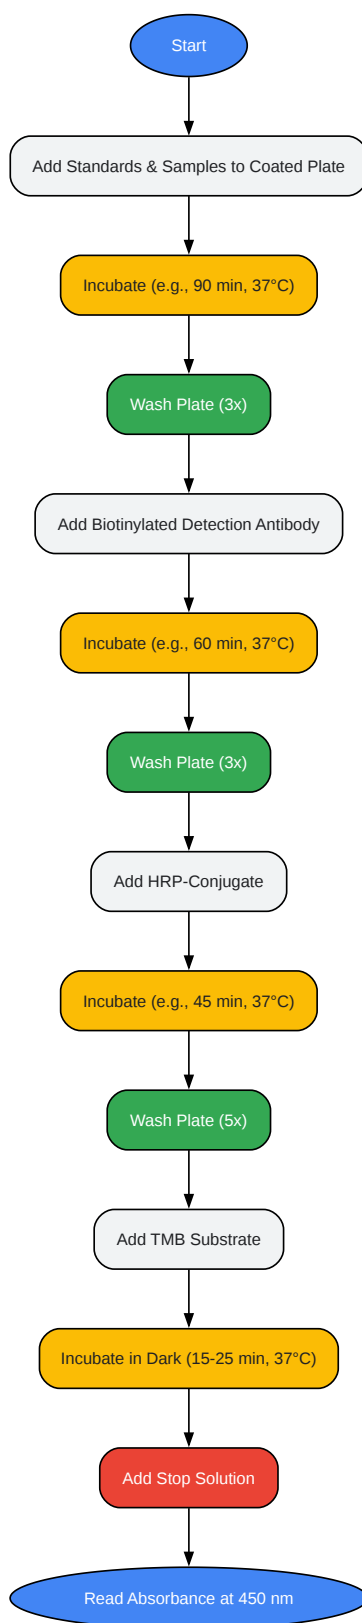 Start
Add Standards & Samples to Coated Plate
Incubate (e.g., 90 min, 37°C)
Wash Plate (3x)
Add Biotinylated Detection Antibody
Incubate (e.g., 60 min, 37°C)
Wash Plate (3x)
Add HRP-Conjugate
Incubate (e.g., 45 min, 37°C)
Wash Plate (5x)
Add TMB Substrate
Incubate in Dark (15-25 min, 37°C)
Add Stop Solution
Read Absorbance at 450 nm